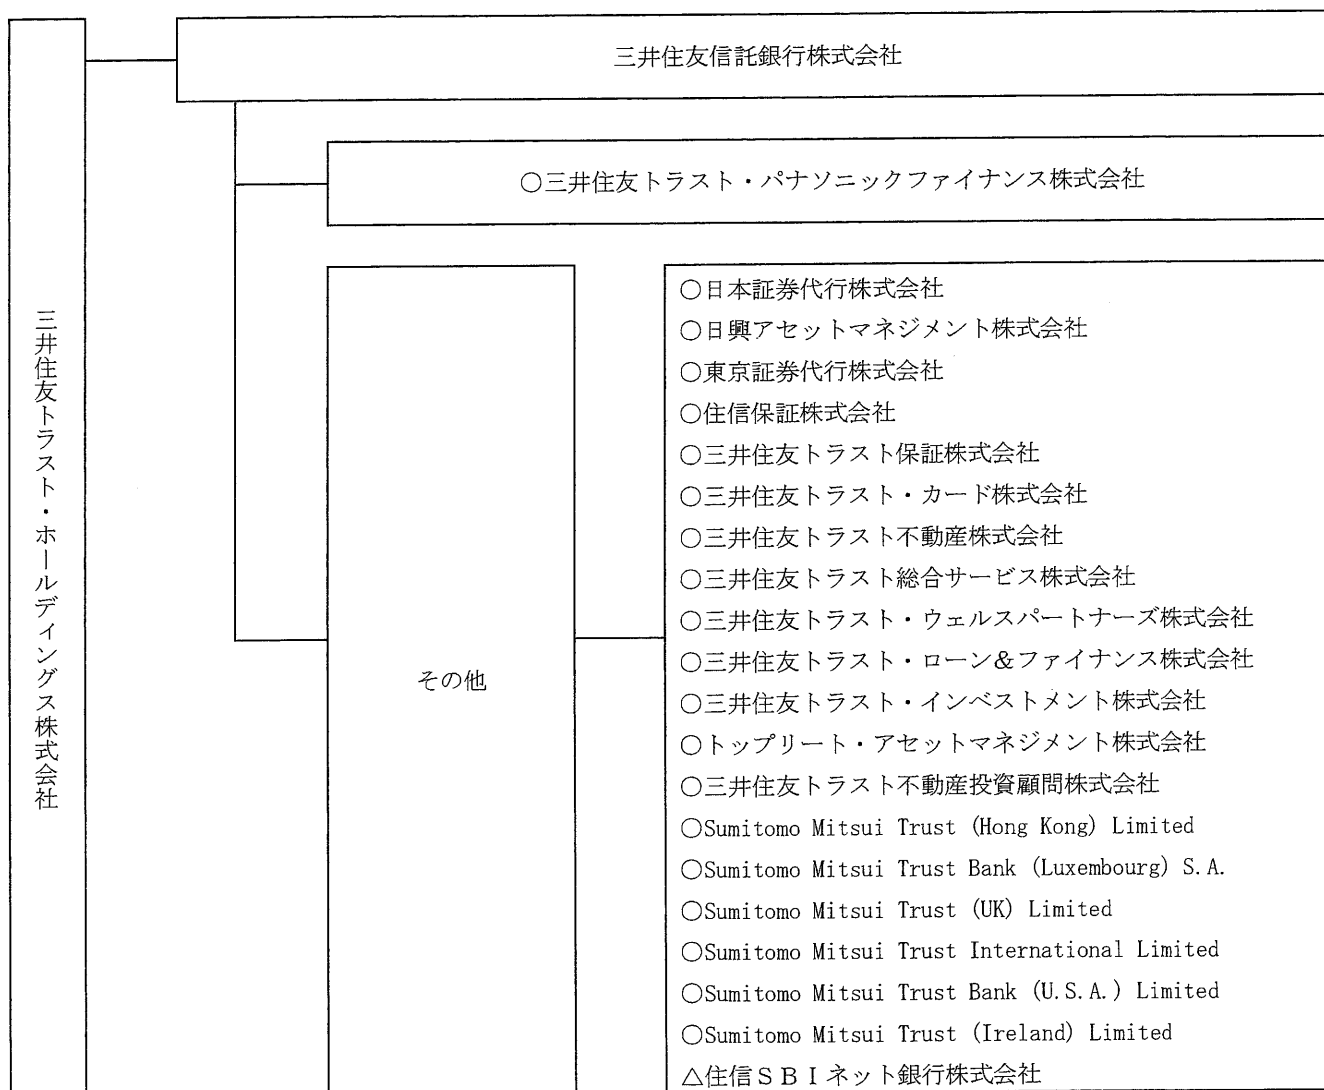 三井住友トラスト・ホールディングス株式会社
三井住友信託銀行株式会社
○三井住友トラスト・パナソニックファイナンス株式会社
その他
○日本証券代行株式会社
○日興アセットマネジメント株式会社
○東京証券代行株式会社
○住信保証株式会社
○三井住友トラスト保証株式会社
○三井住友トラスト・カード株式会社
○三井住友トラスト不動産株式会社
○三井住友トラスト総合サービス株式会社
○三井住友トラスト・ウェルスパートナーズ株式会社
○三井住友トラスト・ローン&ファイナンス株式会社
○三井住友トラスト・インベストメント株式会社
○トップリート・アセットマネジメント株式会社
○三井住友トラスト不動産投資顧問株式会社
○Sumitomo Mitsui Trust (Hong Kong) Limited
○Sumitomo Mitsui Trust Bank (Luxembourg) S.A.
○Sumitomo Mitsui Trust (UK) Limited
○Sumitomo Mitsui Trust International Limited
○Sumitomo Mitsui Trust Bank (U.S.A.) Limited
○Sumitomo Mitsui Trust (Ireland) Limited
△住信SBIネット銀行株式会社